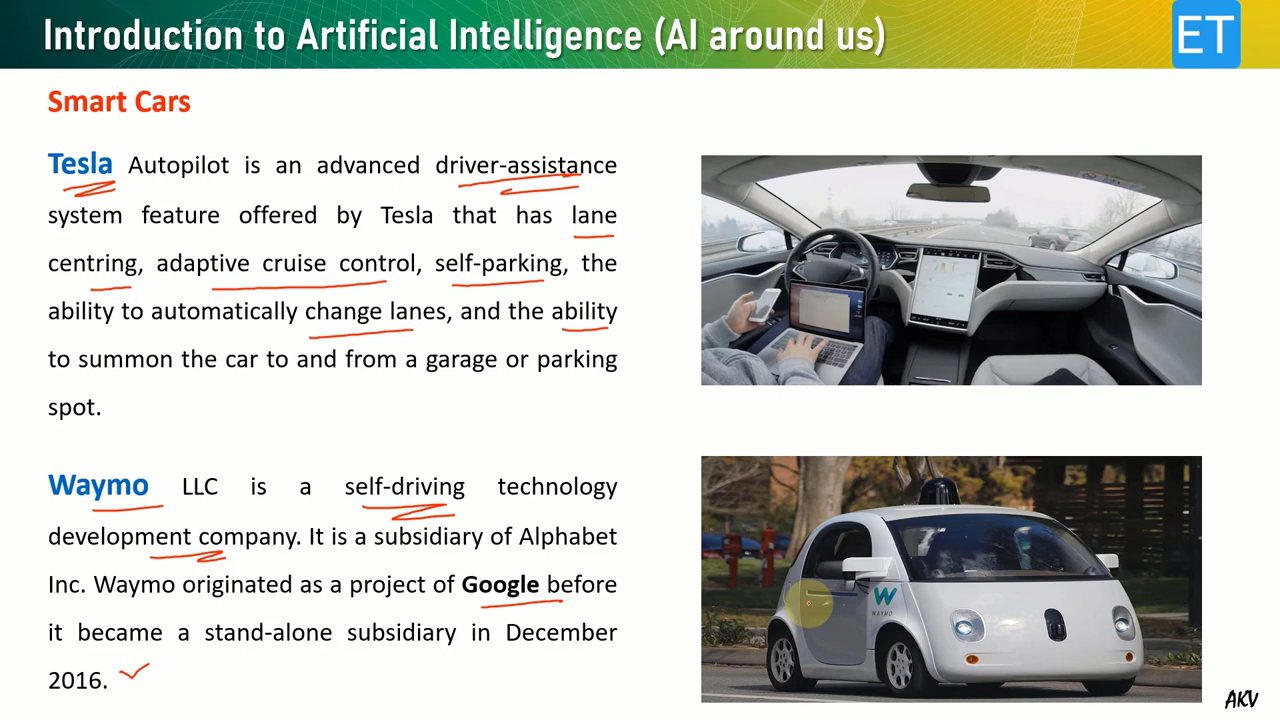 Introduction to Artificial Intelligence (AI around us)
ET
Smart Cars
Tesla Autopilot is an advanced driver-assistance
system feature offered by Tesla that has lane
centring, adaptive cruise control, self-parking, the
ability to automatically change lanes, and the ability
to summon the car to and from a garage or parking
spot.
Waymo LLC is a self-driving technology
development company. It is a subsidiary of Alphabet
Inc. Waymo originated as a project of Google before
it became a stand-alone subsidiary in December
2016.
WAYMO
AKV